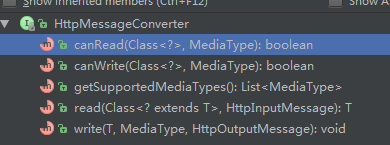 Show inherited members (Ctrl+F12)
HttpMessageConverter
canRead(Class<?>, MediaType): boolean
canWrite(Class<?>, MediaType): boolean
getSupportedMediaTypes(): List<MediaType>
read(Class<? extends T>, HttpInputMessage): T
write(T, MediaType, HttpOutputMessage): void